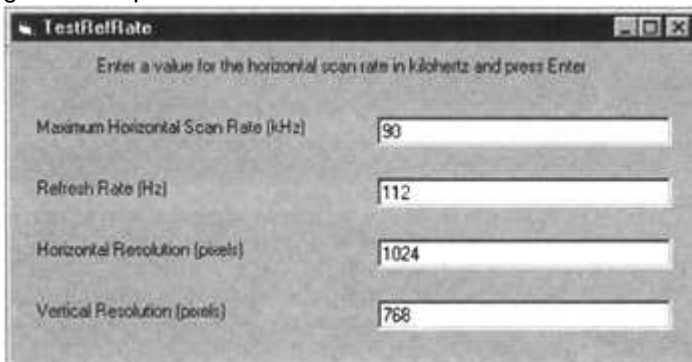 TestRefRate
Enter a value for the horizontal scan rate in kilohertz and press Enter
Maximum Horizontal Scan Rate (kHz) 90
Refresh Rate (Hz) 112
Horizontal Resolution (pixels) 1024
Vertical Resolution (pixels) 768